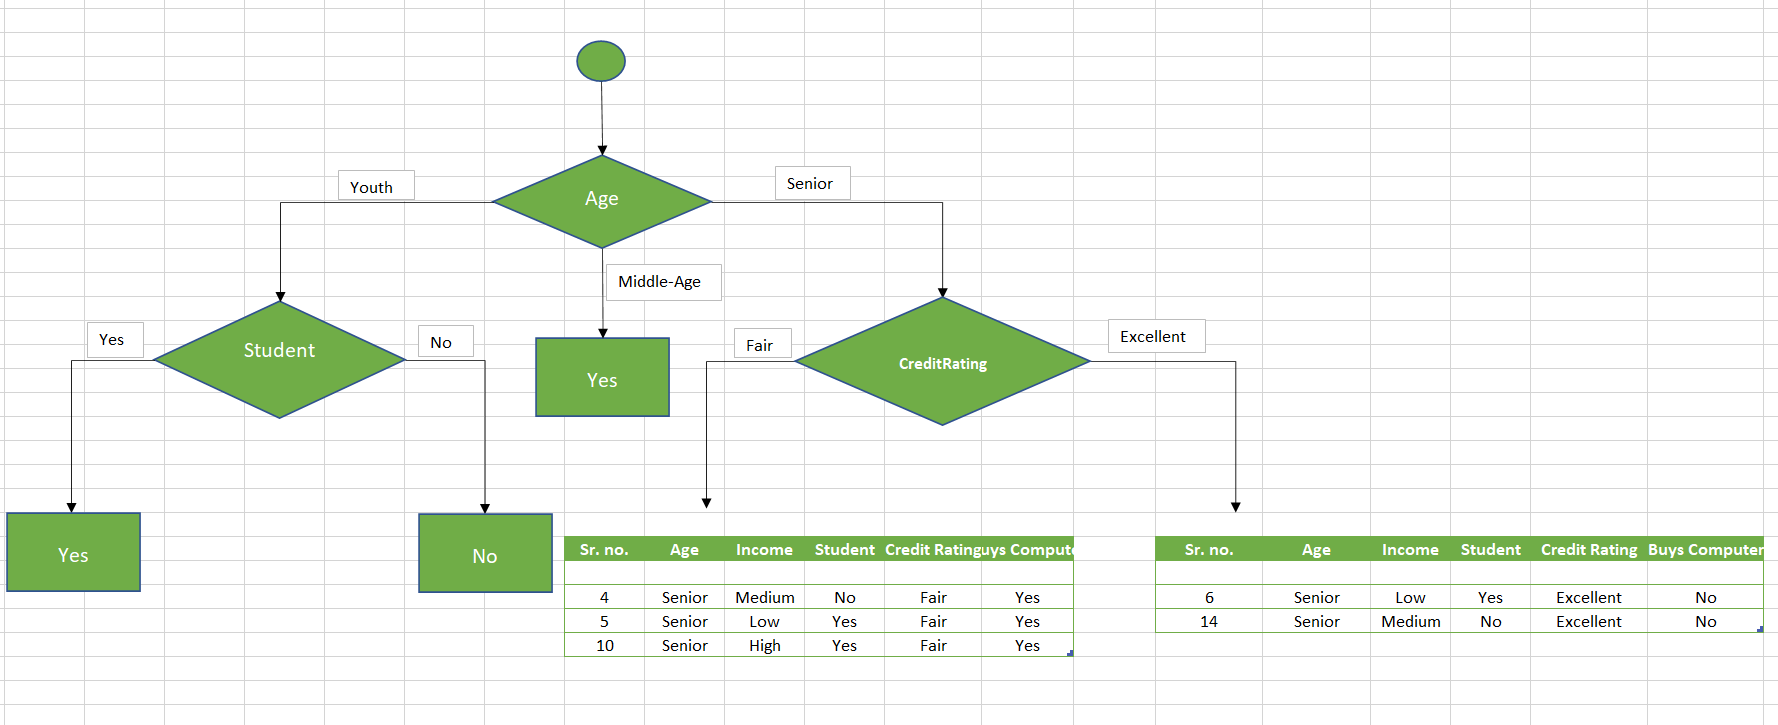 Age
Youth
Senior
Middle-Age
Student
Yes
No
Yes
CreditRating
Fair
Excellent
Yes
No
Sr. no. Age Income Student Credit Rating uys Compute
4 Senior Medium No Fair Yes
5 Senior Low Yes Fair Yes
10 Senior High Yes Fair Yes
Sr. no. Age Income Student Credit Rating Buys Computer
6 Senior Low Yes Excellent No
14 Senior Medium No Excellent No